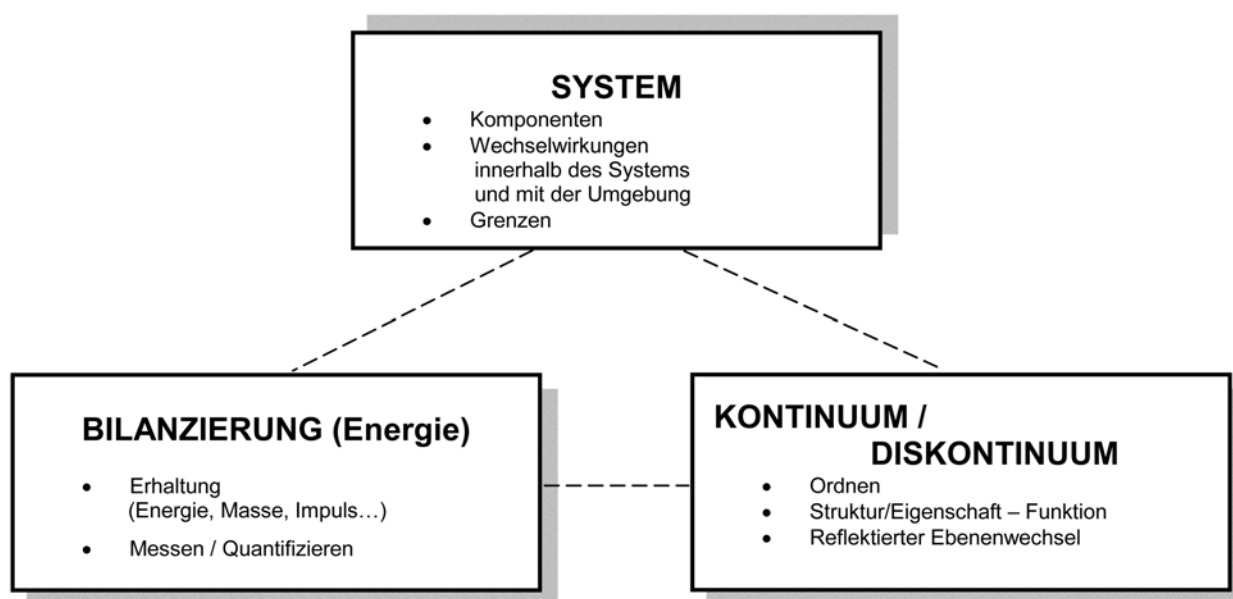 SYSTEM
• Komponenten
• Wechselwirkungen
innerhalb des Systems
und mit der Umgebung
• Grenzen
BILANZIERUNG (Energie)
• Erhaltung
(Energie, Masse, Impuls…)
• Messen / Quantifizieren
KONTINUUM /
DISKONTINUUM
• Ordnen
• Struktur/Eigenschaft – Funktion
• Reflektierter Ebenenwechsel